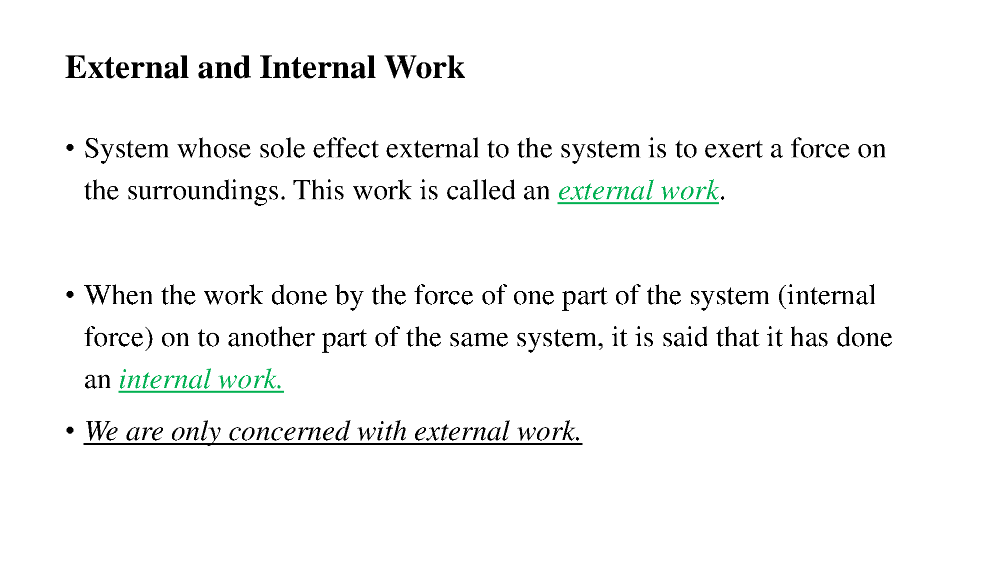 External and Internal Work
• System whose sole effect external to the system is to exert a force on
the surroundings. This work is called an external work.
• When the work done by the force of one part of the system (internal
force) on to another part of the same system, it is said that it has done
an internal work.
• We are only concerned with external work.